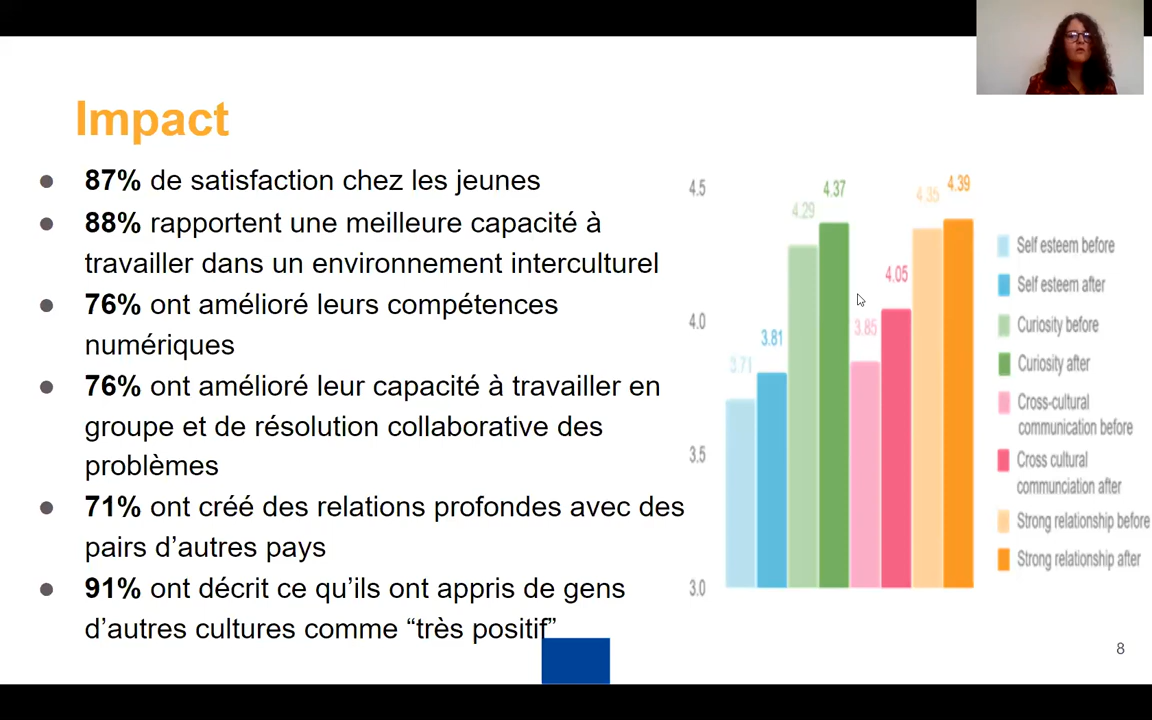 Impact
● 87% de satisfaction chez les jeunes
● 88% rapportent une meilleure capacité à
travailler dans un environnement interculturel
● 76% ont amélioré leurs compétences
numériques
● 76% ont amélioré leur capacité à travailler en
groupe et de résolution collaborative des
problèmes
● 71% ont créé des relations profondes avec des
pairs d’autres pays
● 91% ont décrit ce qu’ils ont appris de gens
d’autres cultures comme “très positif”
4.5
4.0
3.5
3.0
3.71
3.81
4.29
4.37
3.85
4.05
4.35
4.39
Self esteem before
Self esteem after
Curiosity before
Curiosity after
Cross-cultural
communication before
Cross cultural
communciation after
Strong relationship before
Strong relationship after
8